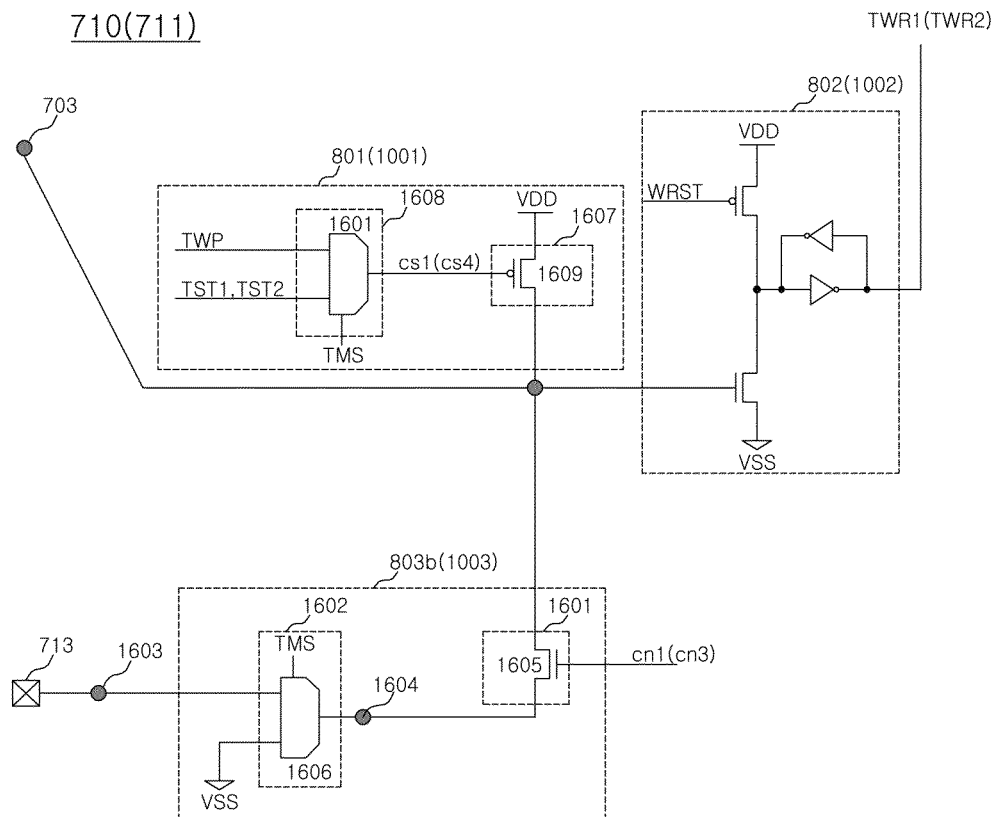 710(711)
TWR1(TWR2)
703
802(1002)
801(1001)
VDD
1608
VDD
WRST
1601
1607
TWP
cs1(cs4)
1609
TST1,TST2
TMS
VSS
803b(1003)
1602
1601
713
1603
TMS
1605
cn1(cn3)
1604
1606
VSS